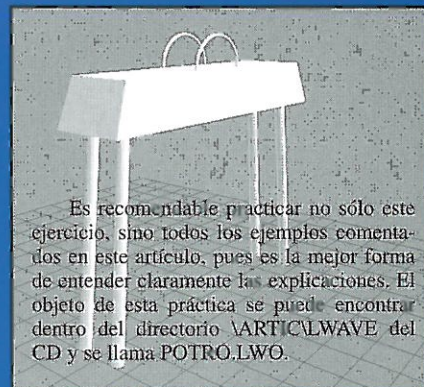 Es recomendable practicar no sólo este
ejercicio, sino todos los ejemplos comenta-
dos en este artículo, pues es la mejor forma
de entender claramente las explicaciones. El
objeto de esta práctica se puede encontrar
dentro del directorio \ARTIC\LWAVE del
CD y se llama POTRO.LWO.